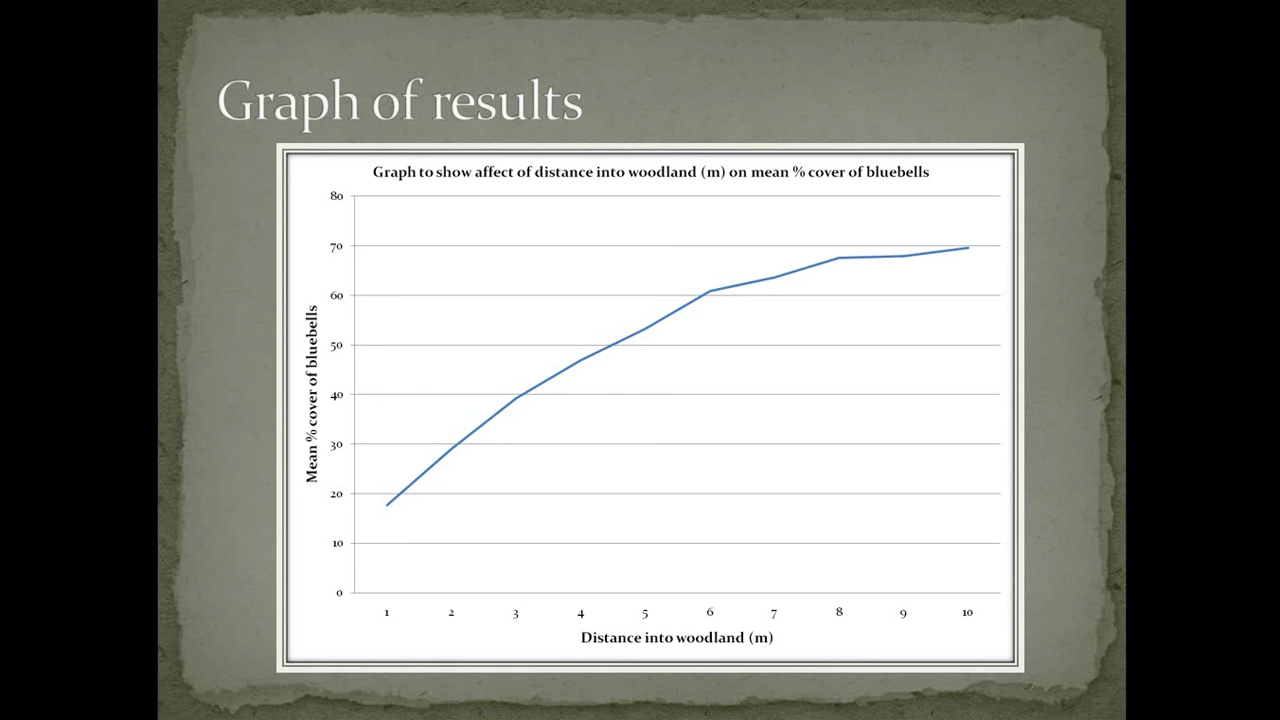 Graph of results
Graph to show affect of distance into woodland (m) on mean % cover of bluebells
80
70
60
50
40
30
20
10
0
Mean % cover of bluebells
1 2 3 4 5 6 7 8 9 10
Distance into woodland (m)